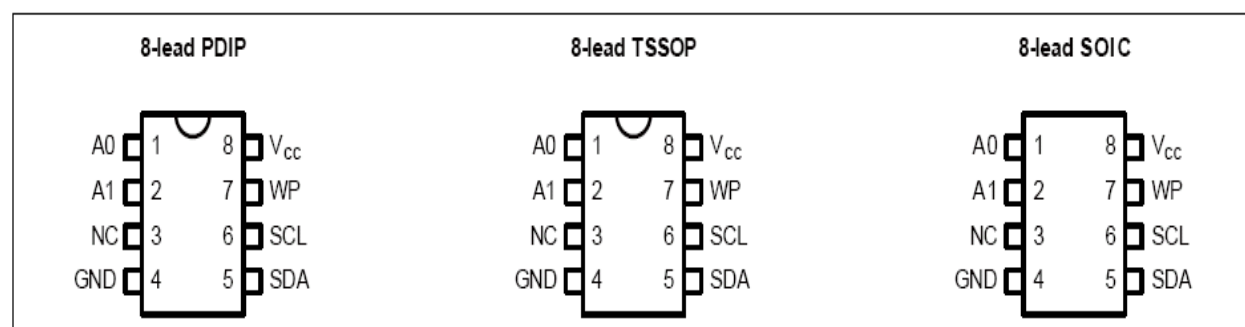 8-lead PDIP 8-lead TSSOP 8-lead SOIC
A0 1 8 Vcc A0 1 8 Vcc A0 1 8 Vcc
A1 2 7 WP A1 2 7 WP A1 2 7 WP
NC 3 6 SCL NC 3 6 SCL NC 3 6 SCL
GND 4 5 SDA GND 4 5 SDA GND 4 5 SDA